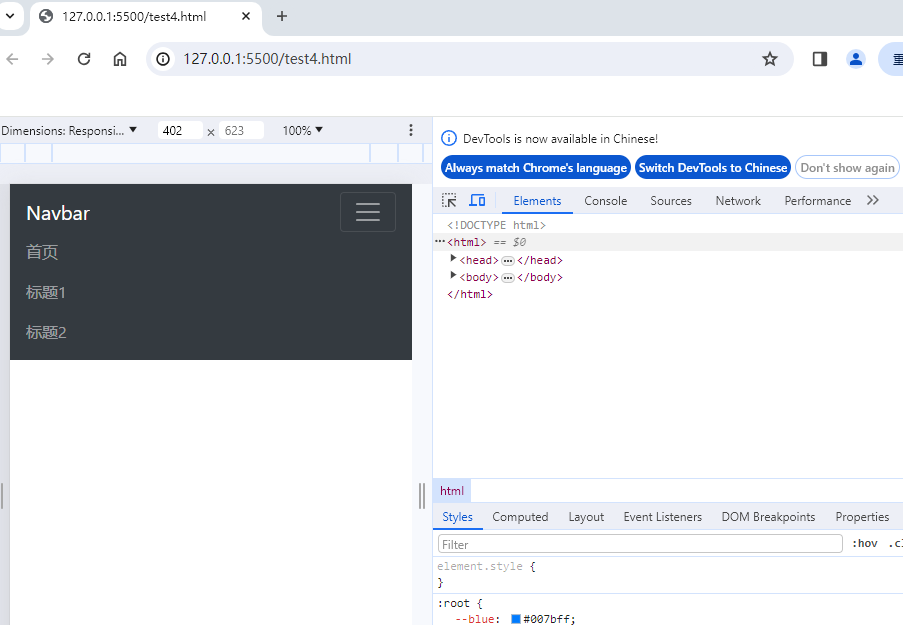 127.0.0.1:5500/test4.html
127.0.0.1:5500/test4.html
Dimensions: Responsi... 402 × 623 100%
DevTools is now available in Chinese!
Always match Chrome's language Switch DevTools to Chinese Don't show again
Elements Console Sources Network Performance
Navbar
首页
标题1
标题2
<!DOCTYPE html>
<html> == $0
<head> ••• </head>
<body> ••• </body>
</html>
html
Styles Computed Layout Event Listeners DOM Breakpoints Properties
Filter :hov
element.style {
}
:root {
--blue: #007bff;